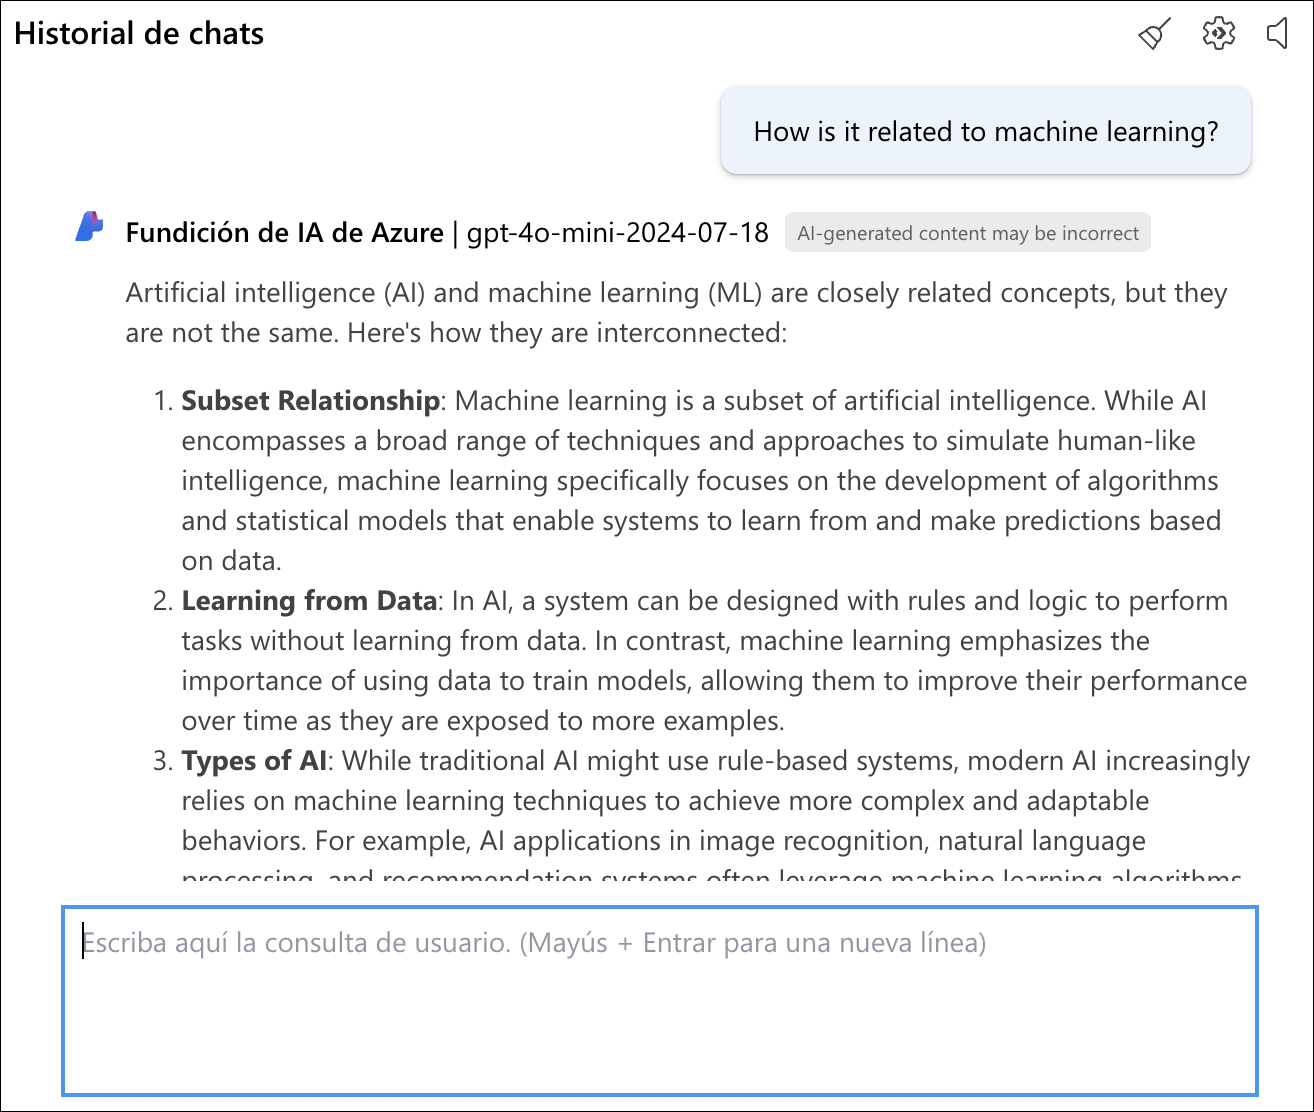 Historial de chats
How is it related to machine learning?
Fundición de IA de Azure | gpt-4o-mini-2024-07-18 AI-generated content may be incorrect
Artificial intelligence (AI) and machine learning (ML) are closely related concepts, but they
are not the same. Here's how they are interconnected:
1. Subset Relationship: Machine learning is a subset of artificial intelligence. While AI
encompasses a broad range of techniques and approaches to simulate human-like
intelligence, machine learning specifically focuses on the development of algorithms
and statistical models that enable systems to learn from and make predictions based
on data.
2. Learning from Data: In AI, a system can be designed with rules and logic to perform
tasks without learning from data. In contrast, machine learning emphasizes the
importance of using data to train models, allowing them to improve their performance
over time as they are exposed to more examples.
3. Types of AI: While traditional AI might use rule-based systems, modern AI increasingly
relies on machine learning techniques to achieve more complex and adaptable
behaviors. For example, AI applications in image recognition, natural language
processing, and recommendation systems often leverage machine learning algorithms
Escriba aquí la consulta de usuario. (Mayús + Entrar para una nueva línea)